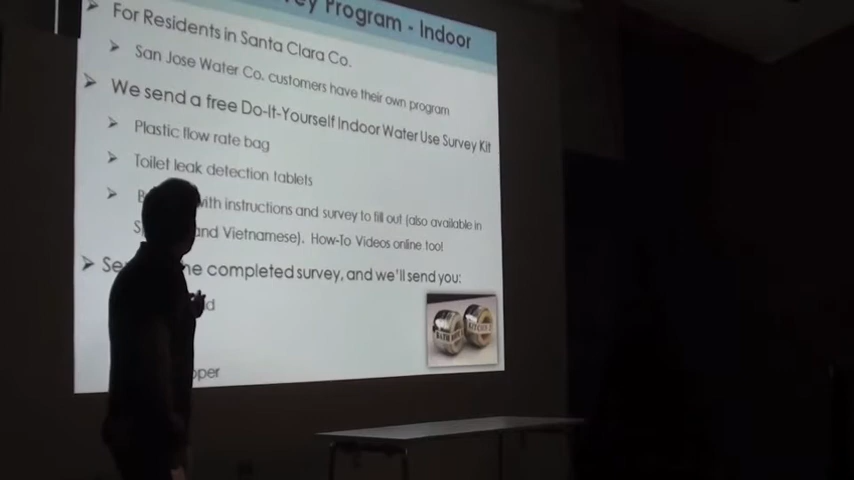 Program - Indoor
For Residents in Santa Clara Co.
San Jose Water Co. customers have their own program
We send a free Do-It-Yourself Indoor Water Use Survey Kit
Plastic flow rate bag
Toilet leak detection tablets
with instructions and survey to fill out (also available in
and Vietnamese). How-To Videos online too!
completed survey, and we'll send you: